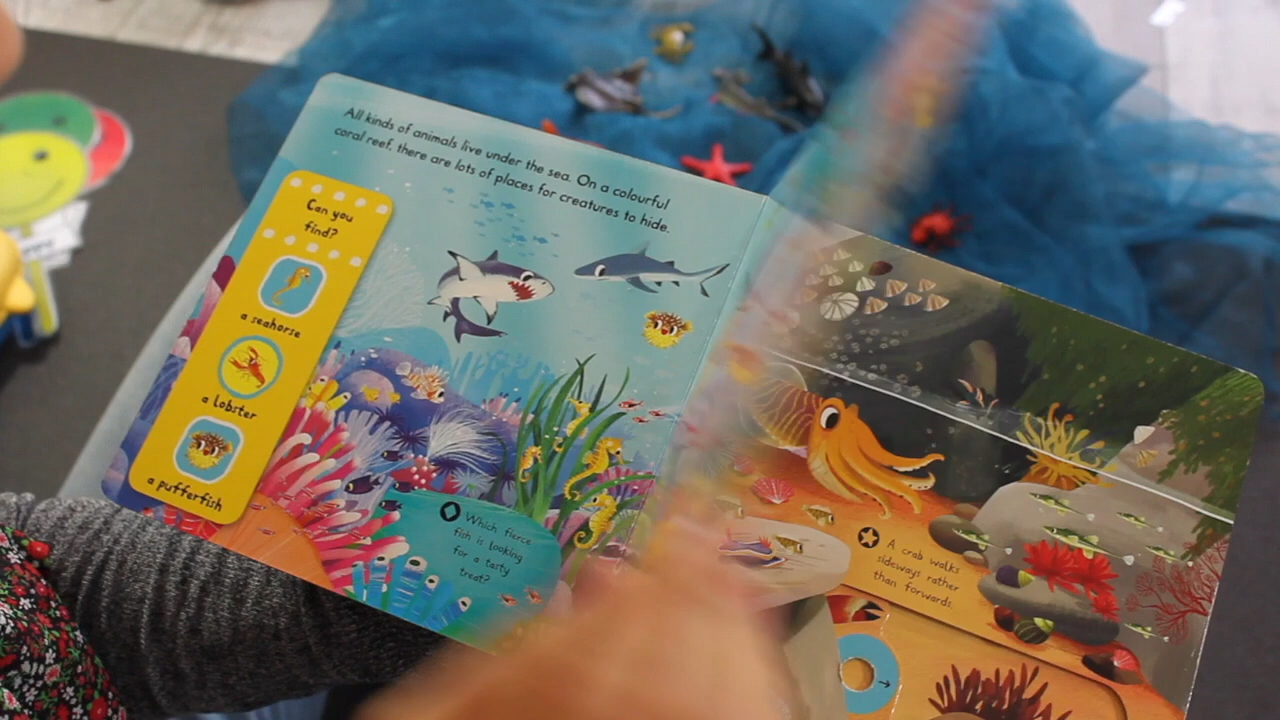 All kinds of animals live under the sea. On a colourful
coral reef, there are lots of places for creatures to hide.
Can you
find?
a seahorse
a lobster
a pufferfish
Which fierce
fish is looking
for a tasty
treat?
A crab walks
sideways rather
than forwards.